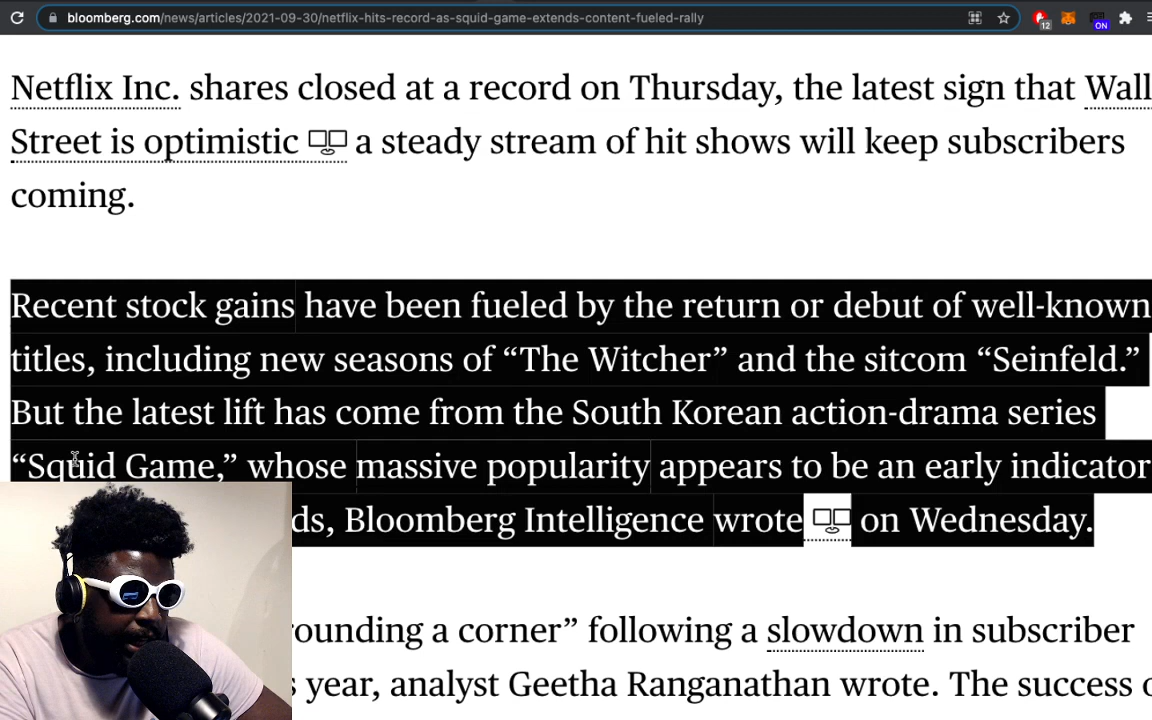 bloomberg.com/news/articles/2021-09-30/netflix-hits-record-as-squid-game-extends-content-fueled-rally
12
ON
Netflix Inc. shares closed at a record on Thursday, the latest sign that Wall
Street is optimistic a steady stream of hit shows will keep subscribers
coming.
Recent stock gains have been fueled by the return or debut of well-known
titles, including new seasons of “The Witcher” and the sitcom “Seinfeld.”
But the latest lift has come from the South Korean action-drama series
“Squid Game,” whose massive popularity appears to be an early indicator
ds, Bloomberg Intelligence wrote on Wednesday.
rounding a corner” following a slowdown in subscriber
s year, analyst Geetha Ranganathan wrote. The success o